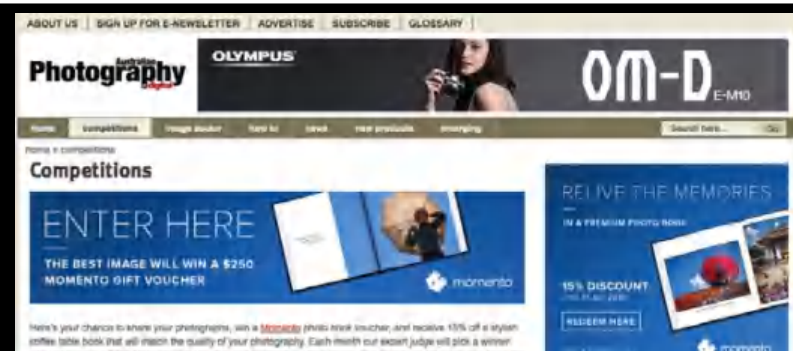 ABOUT US | SIGN UP FOR E-NEWSLETTER | ADVERTISE | SUBSCRIBE | GLOSSARY
Australian
Photography
digital
OLYMPUS
OM-D E-M10
home competitions image doctor how to news new products emerging
Search here... Go
home » competitions
Competitions
ENTER HERE
THE BEST IMAGE WILL WIN A $250
MOMENTO GIFT VOUCHER
momento
RELIVE THE MEMORIES
IN A PREMIUM PHOTO BOOK
15% DISCOUNT
REDEEM HERE
momento
Here's your chance to share your photographs, win a Momento photo book voucher, and receive 15% off a stylish
coffee table book that will match the quality of your photography. Each month our expert judge will pick a winner